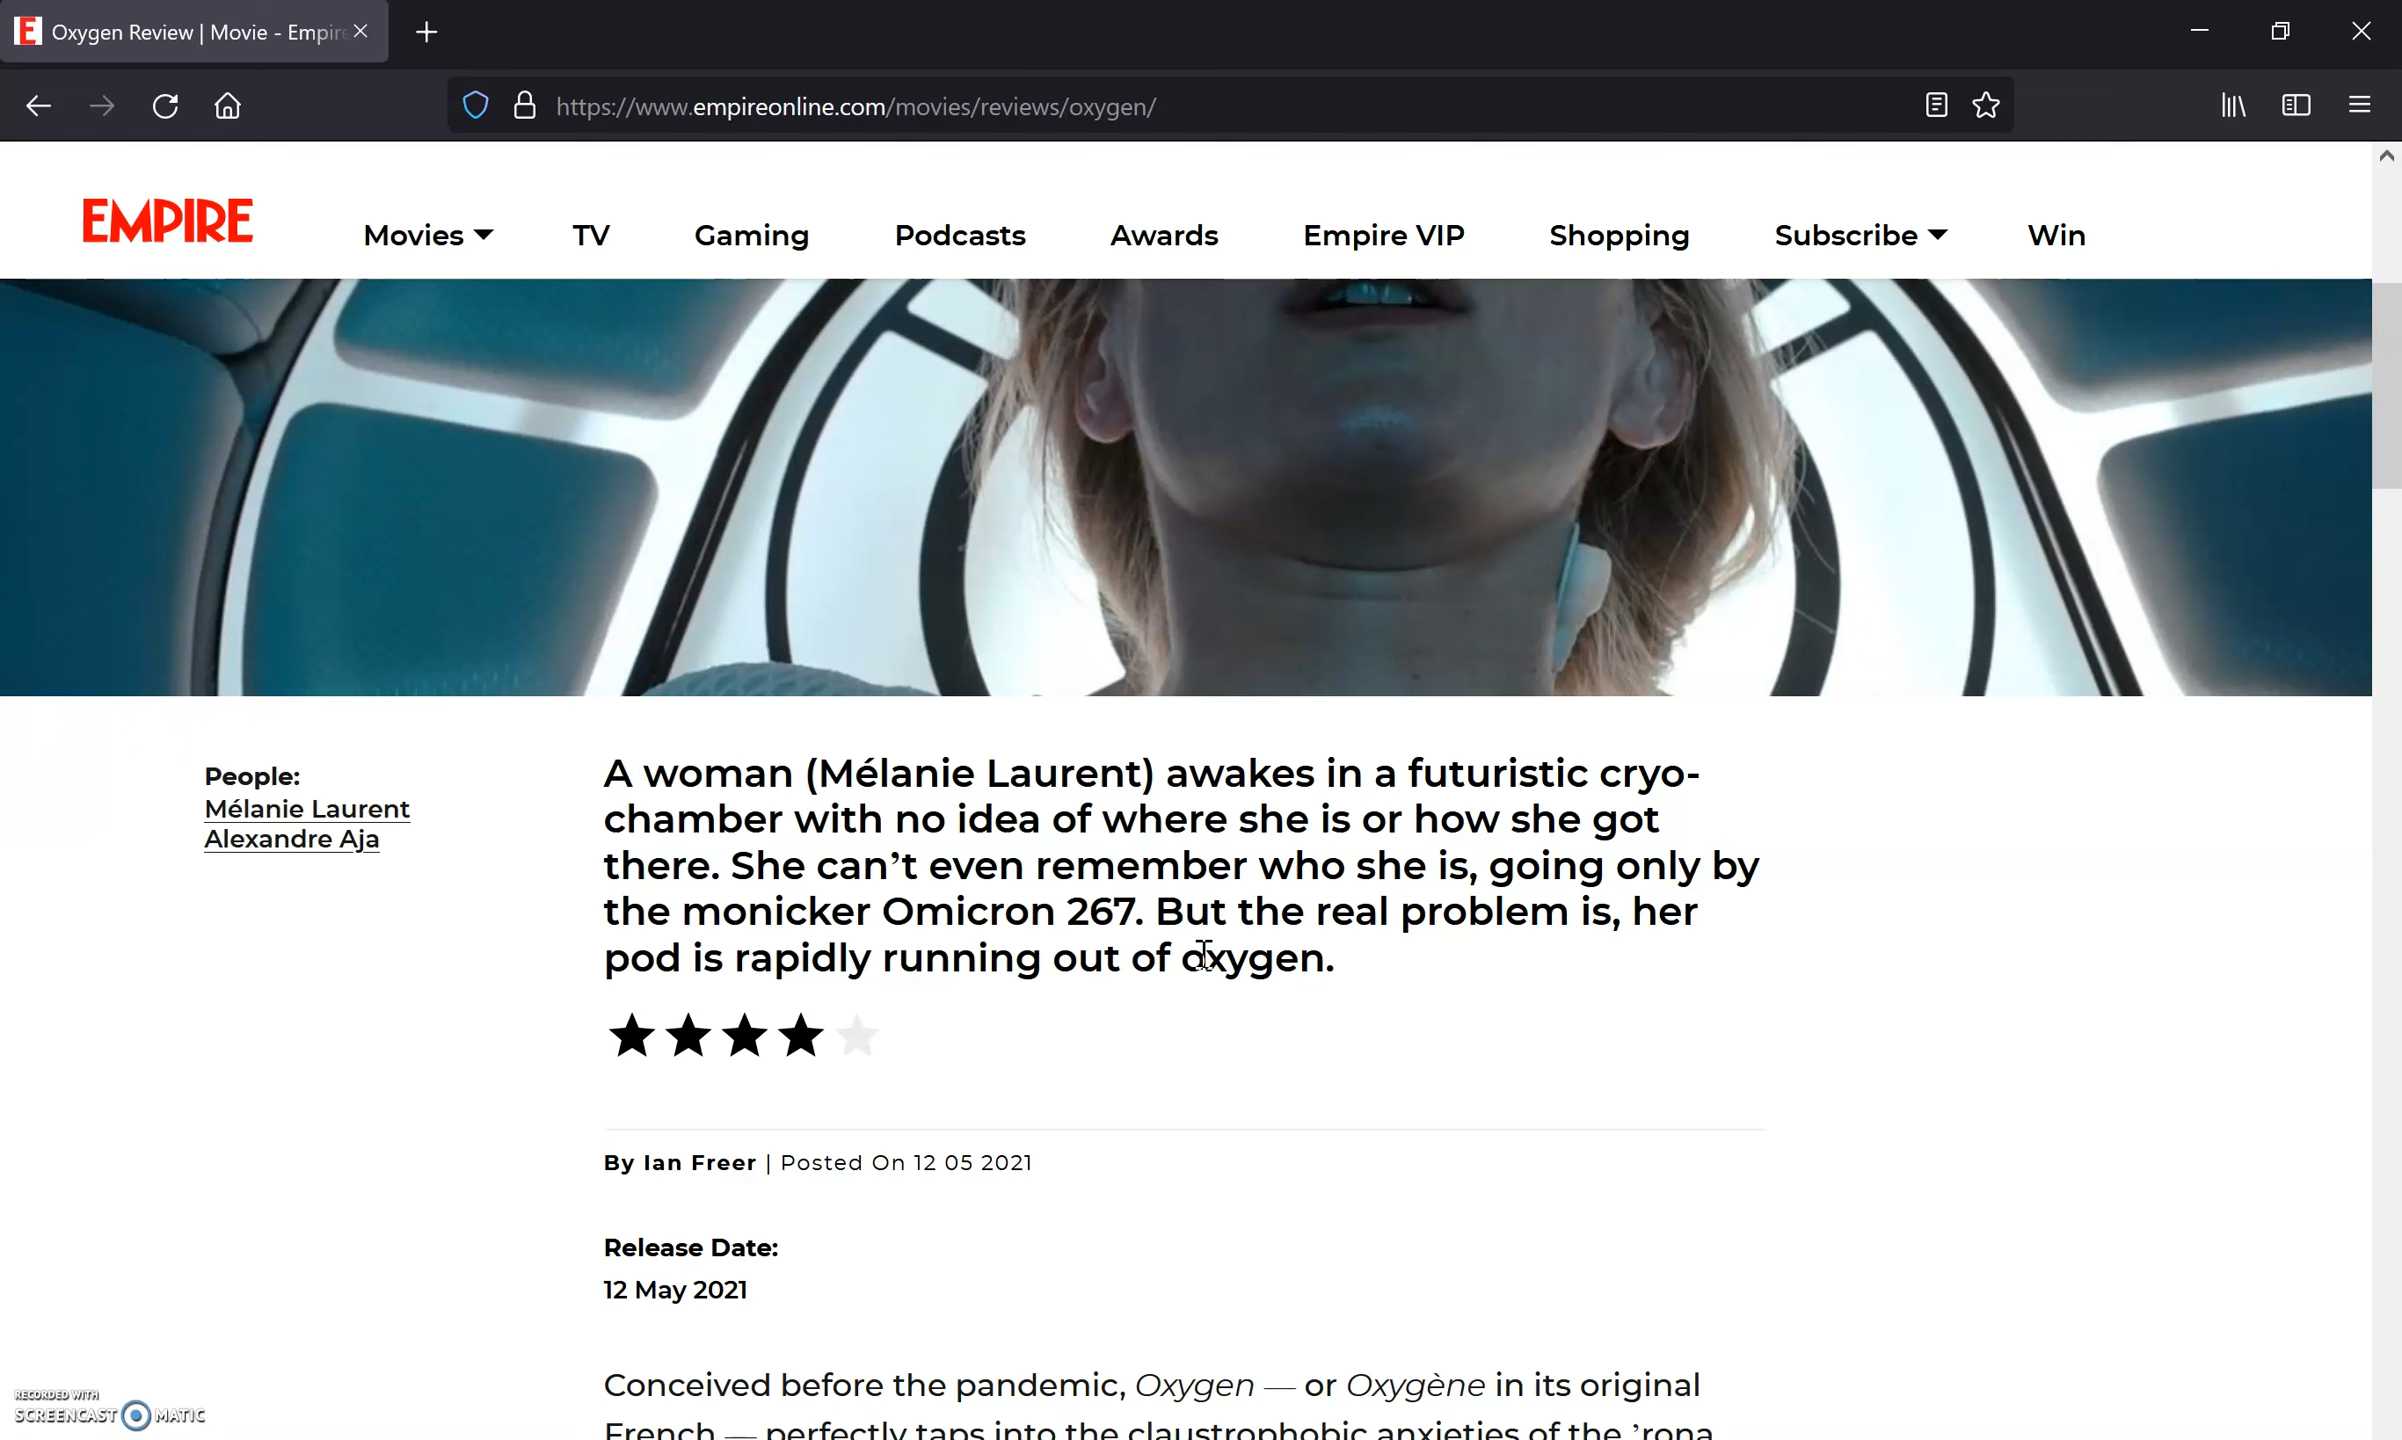 Oxygen Review | Movie - Empire
https://www.empireonline.com/movies/reviews/oxygen/
EMPIRE
Movies TV Gaming Podcasts Awards Empire VIP Shopping Subscribe Win
People:
Mélanie Laurent
Alexandre Aja
A woman (Mélanie Laurent) awakes in a futuristic cryo-
chamber with no idea of where she is or how she got
there. She can’t even remember who she is, going only by
the monicker Omicron 267. But the real problem is, her
pod is rapidly running out of oxygen.
By Ian Freer | Posted On 12 05 2021
Release Date:
12 May 2021
Conceived before the pandemic, Oxygen — or Oxygène in its original
French — perfectly taps into the claustrophobic anxieties of the ’rona
RECORDED WITH
SCREENCAST MATIC